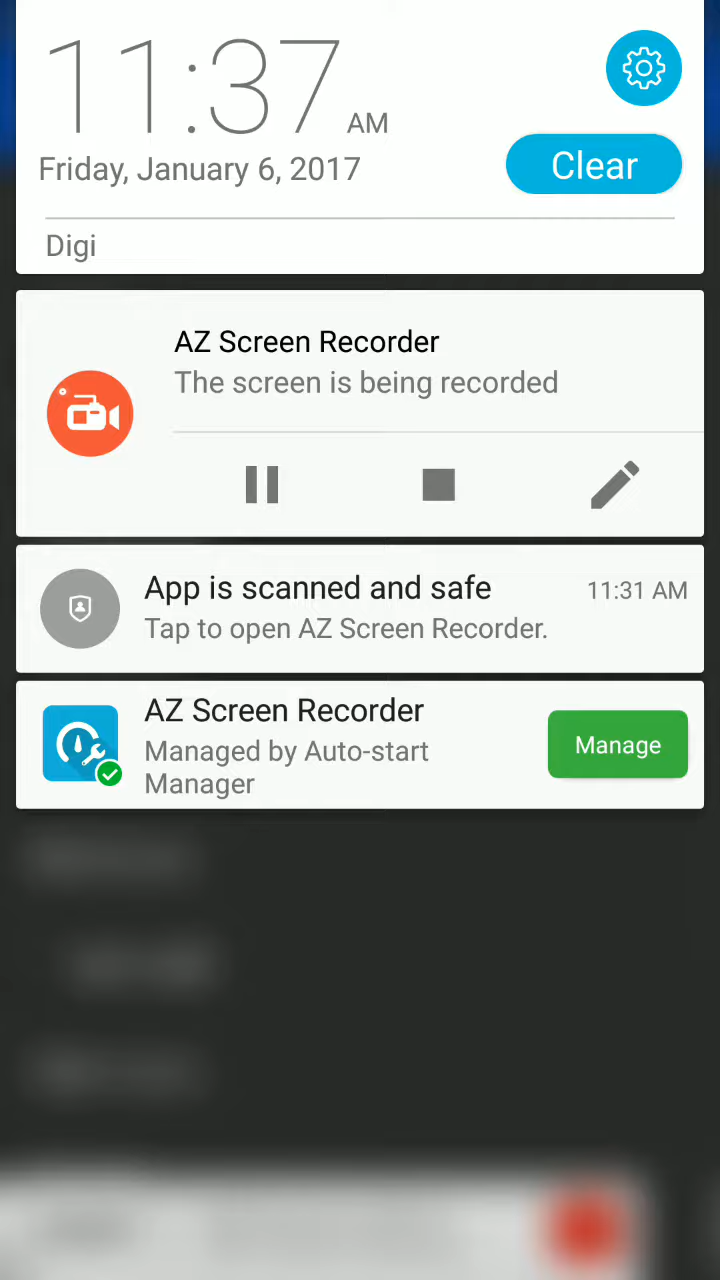 11:37 AM
Friday, January 6, 2017
Clear
Digi
AZ Screen Recorder
The screen is being recorded
App is scanned and safe
11:31 AM
Tap to open AZ Screen Recorder.
AZ Screen Recorder
Managed by Auto-start
Manager
Manage